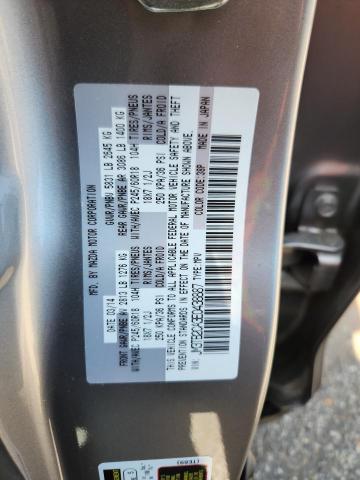 MFD. BY MAZDA MOTOR CORPORATION
DATE 03/14 GVWR/PNBV 5831 LB 2645 KG
FRONT GAWR/PNBE AV 2813 LB 1276 KG REAR GAWR/PNBE AR 3086 LB 1400 KG
WITH/AVEC P245/60R18 104H TIRES/PNEUS WITH/AVEC P245/60R18 104H TIRES/PNEUS
18X7 1/2J RIMS/JANTES 18X7 1/2J RIMS/JANTES
250 KPA/36 PSI COLD/A FROID 250 KPA/36 PSI COLD/A FROID
THIS VEHICLE CONFORMS TO ALL APPLICABLE FEDERAL MOTOR VEHICLE SAFETY AND THEFT
PREVENTION STANDARDS IN EFFECT ON THE DATE OF MANUFACTURE SHOWN ABOVE.
TYPE: MPV COLOR CODE: 38P MADE IN JAPAN
(TE69)